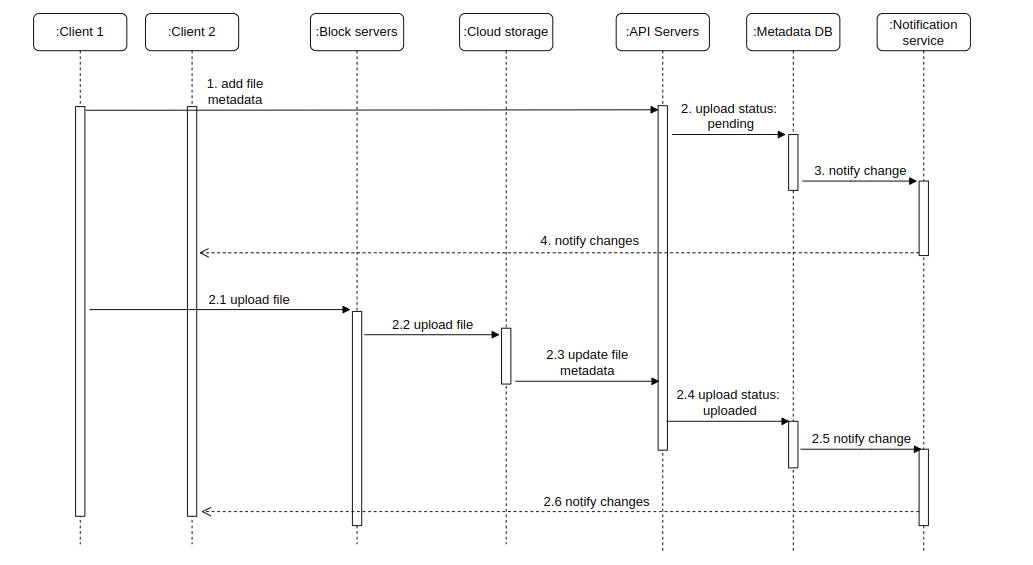 :Client 1
:Client 2
:Block servers
:Cloud storage
:API Servers
:Metadata DB
:Notification
service
1. add file
metadata
2. upload status:
pending
3. notify change
4. notify changes
2.1 upload file
2.2 upload file
2.3 update file
metadata
2.4 upload status:
uploaded
2.5 notify change
2.6 notify changes